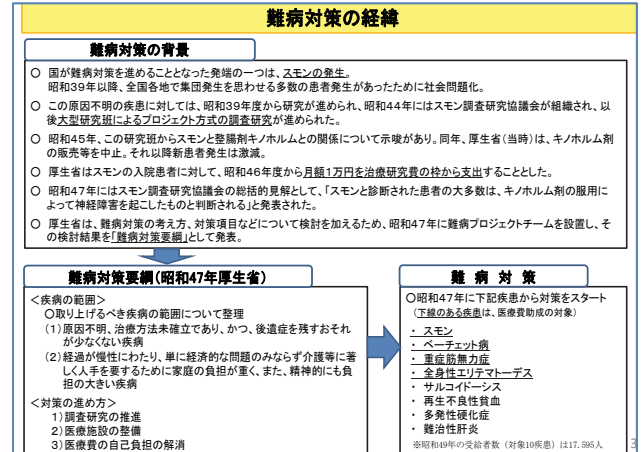 難病対策の経緯
難病対策の背景
○ 国が難病対策を進めることとなった発端の一つは、スモンの発生。
昭和39年以降、全国各地で集団発生を思わせる多数の患者発生があったために社会問題化。
○ この原因不明の疾患に対しては、昭和39年度から研究が進められ、昭和44年にはスモン調査研究協議会が組織され、以
後大型研究班によるプロジェクト方式の調査研究が進められた。
○ 昭和45年、この研究班からスモンと整腸剤キノホルムとの関係について示唆があり。同年、厚生省(当時)は、キノホルム剤
の販売等を中止。それ以降新患者発生は激減。
○ 厚生省はスモンの入院患者に対して、昭和46年度から月額1万円を治療研究費の枠から支出することとした。
○ 昭和47年にはスモン調査研究協議会の総括的見解として、「スモンと診断された患者の大多数は、キノホルム剤の服用に
よって神経障害を起こしたものと判断される」と発表された。
○ 厚生省は、難病対策の考え方、対策項目などについて検討を加えるため、昭和47年に難病プロジェクトチームを設置し、そ
の検討結果を「難病対策要綱」として発表。
難病対策要綱(昭和47年厚生省)
<疾病の範囲>
○取り上げるべき疾病の範囲について整理
(1)原因不明、治療方法未確立であり、かつ、後遺症を残すおそれ
が少なくない疾病
(2)経過が慢性にわたり、単に経済的な問題のみならず介護等に著
しく人手を要するために家庭の負担が重く、また、精神的にも負
担の大きい疾病
<対策の進め方>
1)調査研究の推進
2)医療施設の整備
3)医療費の自己負担の解消
難病対策
○昭和47年に下記疾患から対策をスタート
(下線のある疾患は、医療費助成の対象)
・スモン
・ベーチェット病
・重症筋無力症
・全身性エリテマトーデス
・サルコイドーシス
・再生不良性貧血
・多発性硬化症
・難治性肝炎
※昭和49年の受給者数(対象10疾患)は17,595人
3